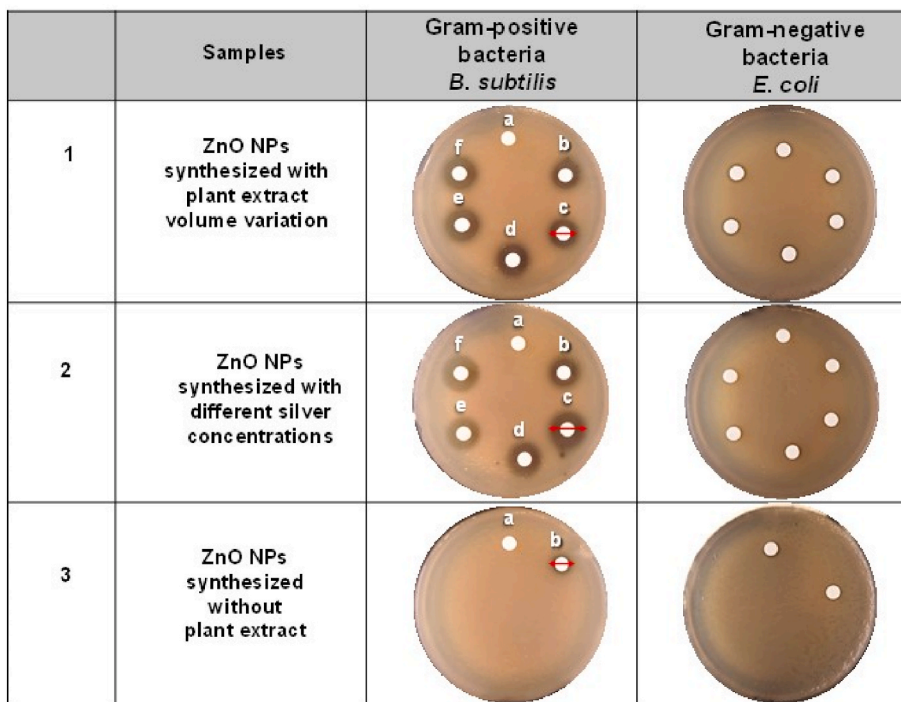 Samples
Gram-positive
bacteria
B. subtilis
Gram-negative
bacteria
E. coli
1
ZnO NPs
synthesized with
plant extract
volume variation
a
b
c
d
e
f
2
ZnO NPs
synthesized with
different silver
concentrations
a
b
c
d
e
f
3
ZnO NPs
synthesized
without
plant extract
a
b